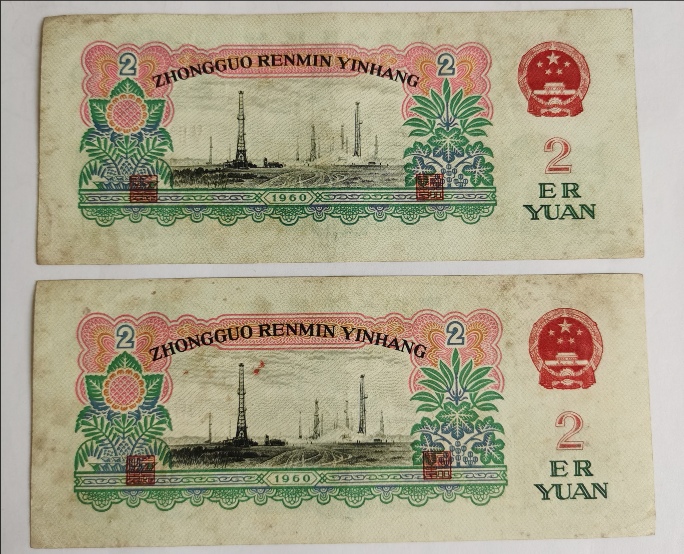 2 ZHONGGUO RENMIN YINHANG 2
2
ER
YUAN
1960
2 ZHONGGUO RENMIN YINHANG 2
2
ER
YUAN
1960